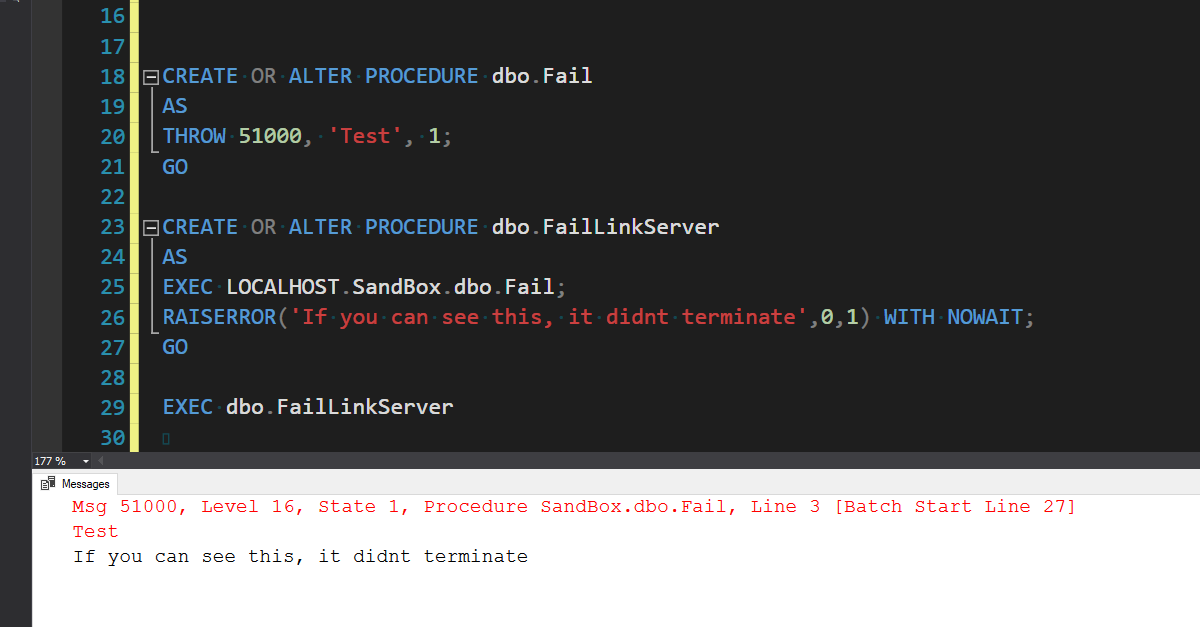 16
17
18 CREATE OR ALTER PROCEDURE dbo.Fail
19 AS
20 THROW 51000, 'Test', 1;
21 GO
22
23 CREATE OR ALTER PROCEDURE dbo.FailLinkServer
24 AS
25 EXEC LOCALHOST.SandBox.dbo.Fail;
26 RAISERROR('If you can see this, it didnt terminate',0,1) WITH NOWAIT;
27 GO
28
29 EXEC dbo.FailLinkServer
30
177 %
Messages
Msg 51000, Level 16, State 1, Procedure SandBox.dbo.Fail, Line 3 [Batch Start Line 27]
Test
If you can see this, it didnt terminate